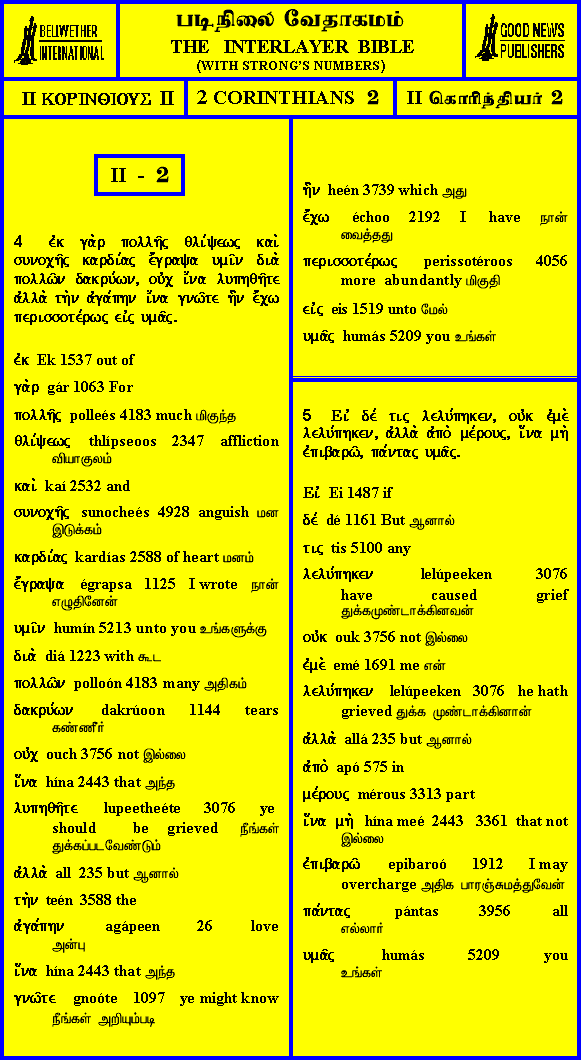 BELLWETHER
INTERNATIONAL
படிநிலை வேதாகமம்
THE INTERLAYER BIBLE
(WITH STRONG'S NUMBERS)
GOOD NEWS
PUBLISHERS
II ΚΟΡΙΝΘΙΟΥΣ II
2 CORINTHIANS 2
II கொரிந்தியர் 2
II - 2
4 ἐκ γὰρ πολλῆς θλίψεως καὶ
συνοχῆς καρδίας ἔγραψα υμῖν διὰ
πολλῶν δακρύων, οὐχ ἵνα λυπηθῆτε
ἀλλὰ τὴν ἀγάπην ἵνα γνῶτε ἣν ἔχω
περισσοτέρως εἰς υμᾶς.
ἐκ Ek 1537 out of
γὰρ gár 1063 For
πολλῆς polleés 4183 much மிகுந்த
θλίψεως thlípseoos 2347 affliction
வியாகுலம்
καὶ kaí 2532 and
συνοχῆς sunocheés 4928 anguish மன
இடுக்கம்
καρδίας kardías 2588 of heart மனம்
ἔγραψα égrapsa 1125 I wrote நான்
எழுதினேன்
υμῖν humín 5213 unto you உங்களுக்கு
διὰ diá 1223 with கூட
πολλῶν polloón 4183 many அதிகம்
δακρύων dakrúoon 1144 tears
கண்ணீர்
οὐχ ouch 3756 not இல்லை
ἵνα hína 2443 that அந்த
λυπηθῆτε lupeetheéte 3076 ye
should be grieved நீங்கள்
துக்கப்படவேண்டும்
ἀλλὰ all 235 but ஆனால்
τὴν teén 3588 the
ἀγάπην agápeen 26 love
அன்பு
ἵνα hína 2443 that அந்த
γνῶτε gnoóte 1097 ye might know
நீங்கள் அறியும்படி
ἣν heén 3739 which அது
ἔχω échoo 2192 I have நான்
வைத்தது
περισσοτέρως perissotéroos 4056
more abundantly மிகுதி
εἰς eis 1519 unto மேல்
υμᾶς humás 5209 you உங்கள்
5 Εἰ δέ τις λελύπηκεν, οὐκ ἐμὲ
λελύπηκεν, ἀλλὰ ἀπὸ μέρους, ἵνα μὴ
ἐπιβαρῶ, πάντας υμᾶς.
Εἰ Ei 1487 if
δέ dé 1161 But ஆனால்
τις tis 5100 any
λελύπηκεν lelúpeeken 3076
have caused grief
துக்கமுண்டாக்கினவன்
οὐκ ouk 3756 not இல்லை
ἐμὲ emé 1691 me என்
λελύπηκεν lelúpeeken 3076 he hath
grieved துக்க முண்டாக்கினான்
ἀλλὰ allá 235 but ஆனால்
ἀπὸ apó 575 in
μέρους mérous 3313 part
ἵνα μὴ hína meé 2443 3361 that not
இல்லை
ἐπιβαρῶ epibaroó 1912 I may
overcharge அதிக பாரஞ்சுமத்துவேன்
πάντας pántas 3956 all
எல்லார்
υμᾶς humás 5209 you
உங்கள்